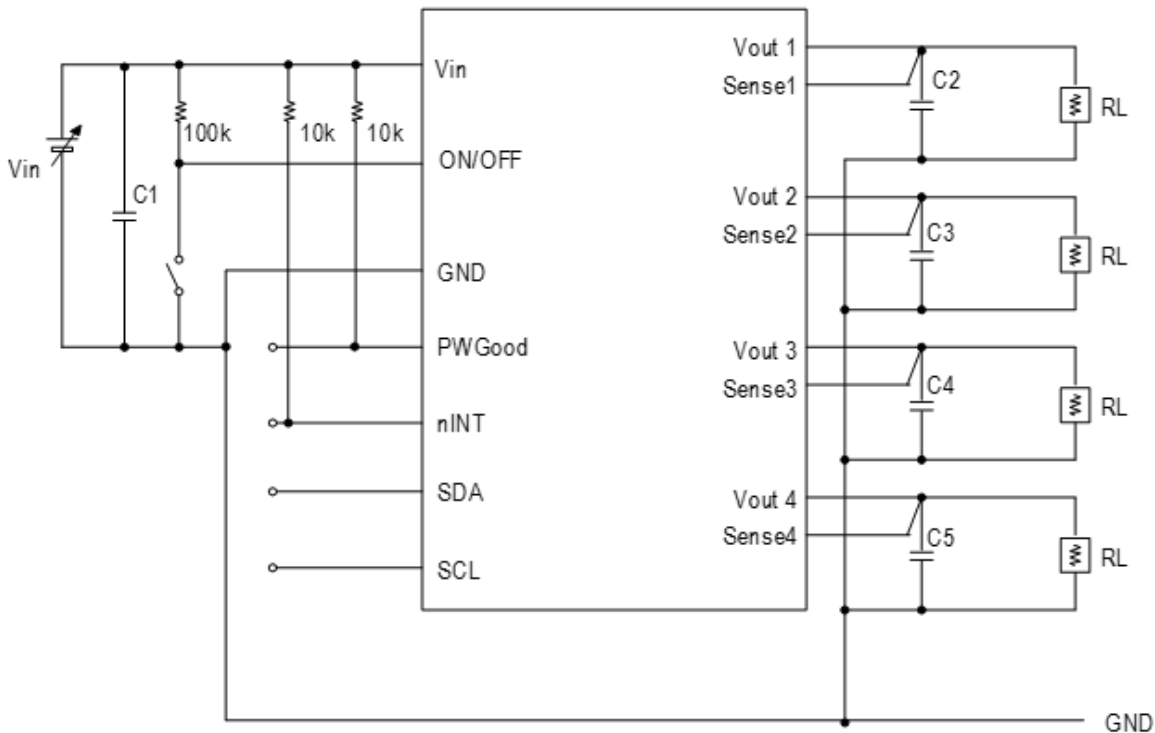 Vin
C1
100k
10k
10k
Vin
ON/OFF
GND
PWGood
nINT
SDA
SCL
Vout 1
Sense1
Vout 2
Sense2
Vout 3
Sense3
Vout 4
Sense4
C2
RL
C3
RL
C4
RL
C5
RL
GND